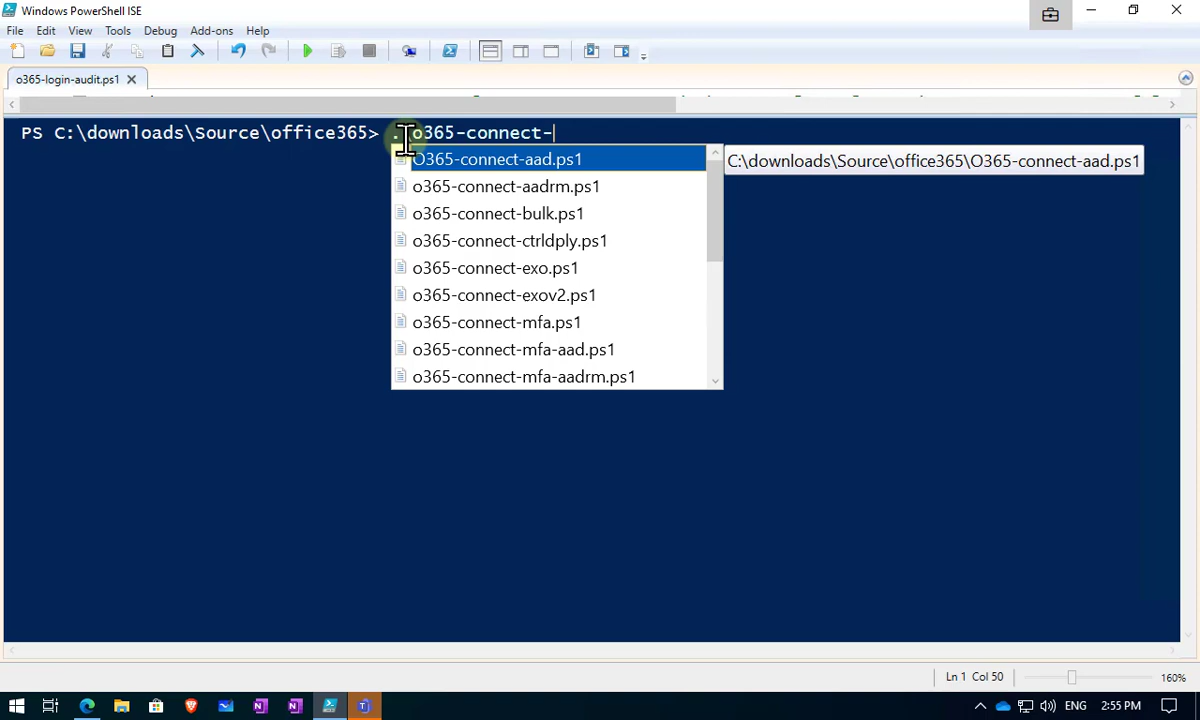 Windows PowerShell ISE
File Edit View Tools Debug Add-ons Help
o365-login-audit.ps1
PS C:\downloads\Source\office365> .\o365-connect-
O365-connect-aad.ps1
C:\downloads\Source\office365\O365-connect-aad.ps1
o365-connect-aadrm.ps1
o365-connect-bulk.ps1
o365-connect-ctrldply.ps1
o365-connect-exo.ps1
o365-connect-exov2.ps1
o365-connect-mfa.ps1
o365-connect-mfa-aad.ps1
o365-connect-mfa-aadrm.ps1
Ln 1 Col 50
160%
ENG 2:55 PM